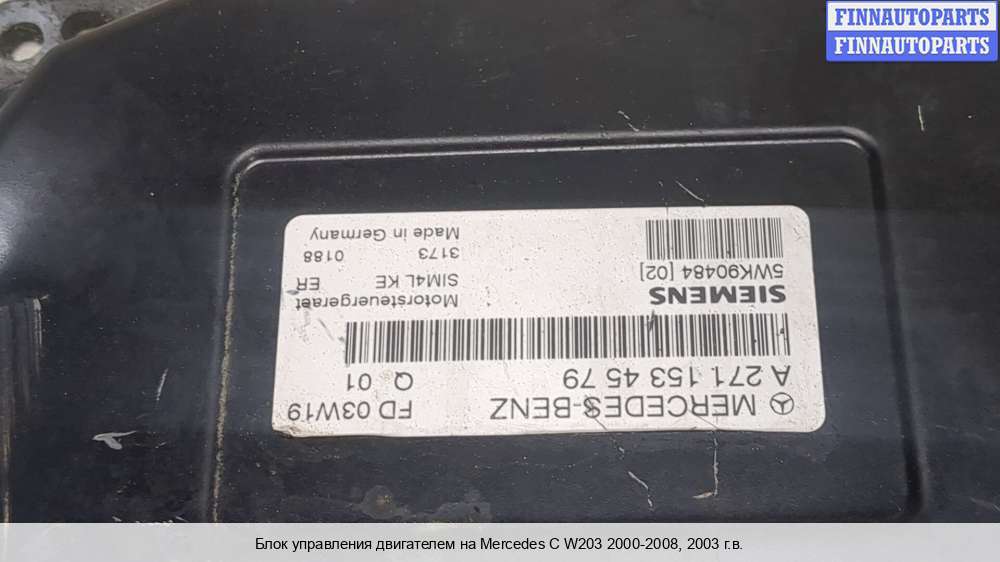 FINNAUTOPARTS
FINNAUTOPARTS
MERCEDES-BENZ FD 03W19
A 271 153 45 79 Q 01
SIEMENS Motorsteuergeraet
5WK90484 [02] SIM4L KE ER
3173 0188
Made in Germany
Блок управления двигателем на Mercedes C W203 2000-2008, 2003 г.в.